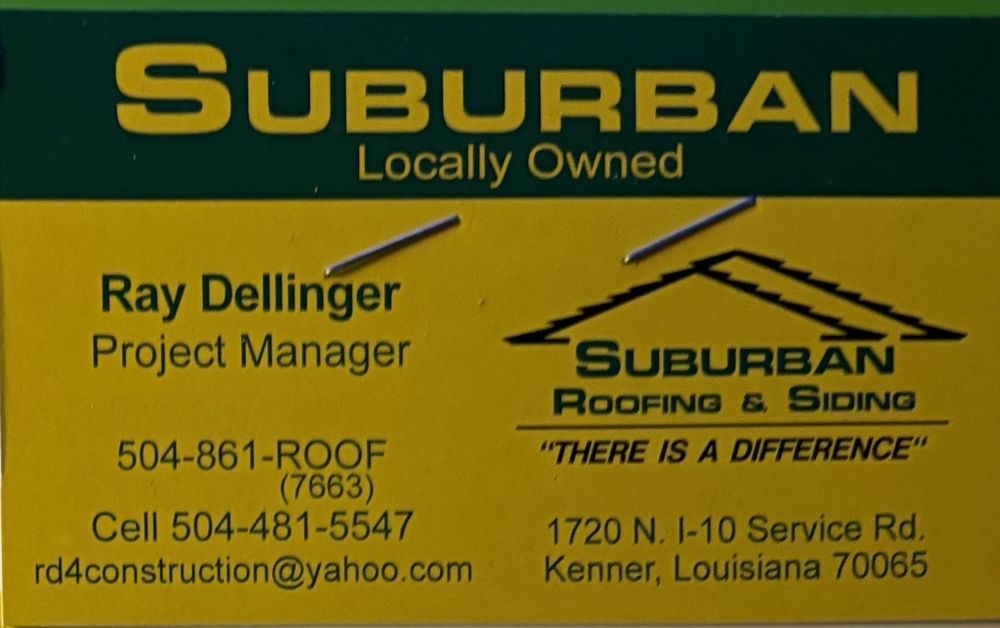 SUBURBAN
Locally Owned
Ray Dellinger
Project Manager
504-861-ROOF
(7663)
Cell 504-481-5547
rd4construction@yahoo.com
SUBURBAN
ROOFING & SIDING
"THERE IS A DIFFERENCE"
1720 N. I-10 Service Rd.
Kenner, Louisiana 70065